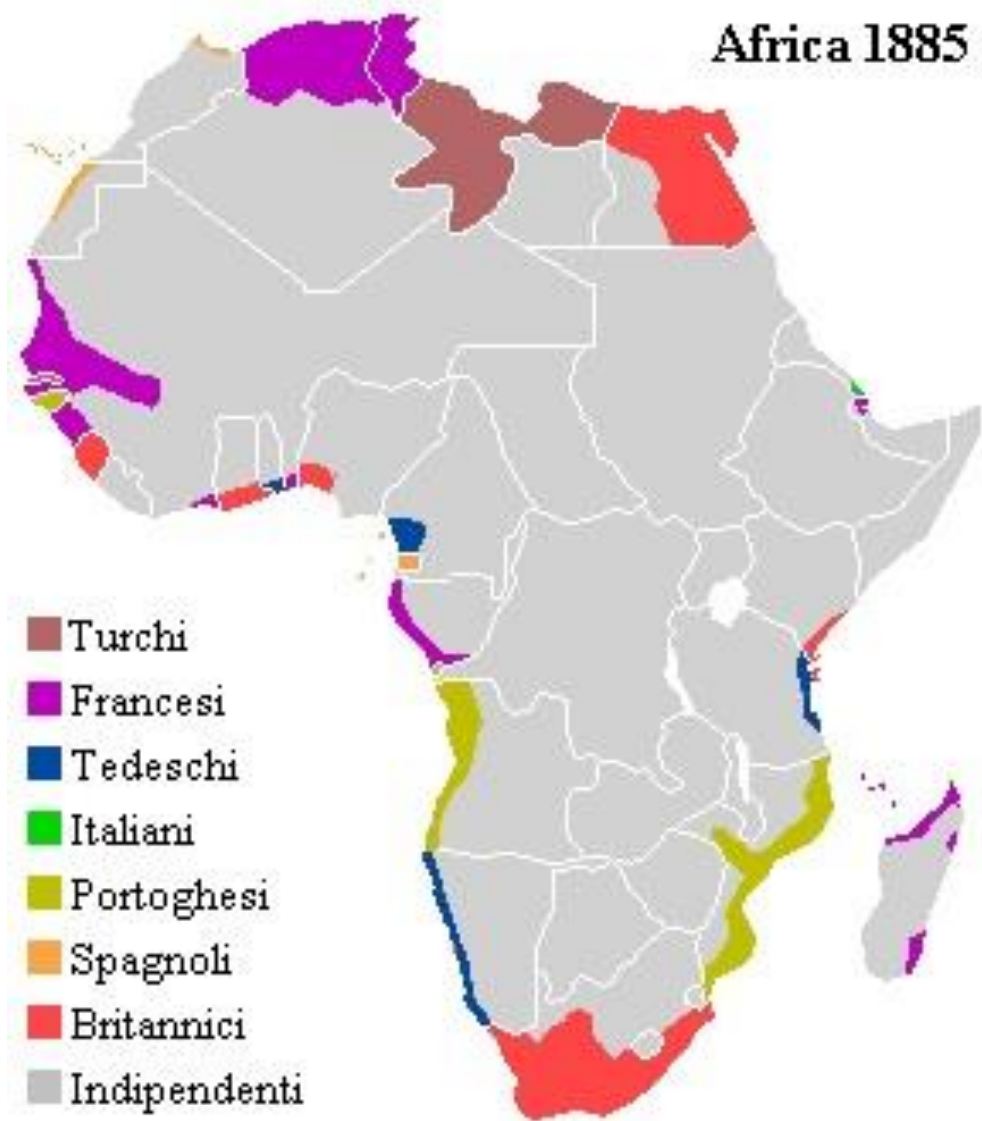 Africa 1885
Turchi
Francesi
Tedeschi
Italiani
Portoghesi
Spagnoli
Britannici
Indipendenti